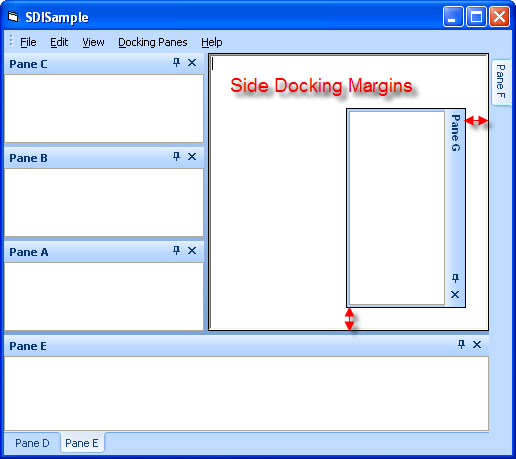 SDISample
File Edit View Docking Panes Help
Pane C
Side Docking Margins
Pane F
Pane G
Pane B
Pane A
Pane E
Pane D Pane E